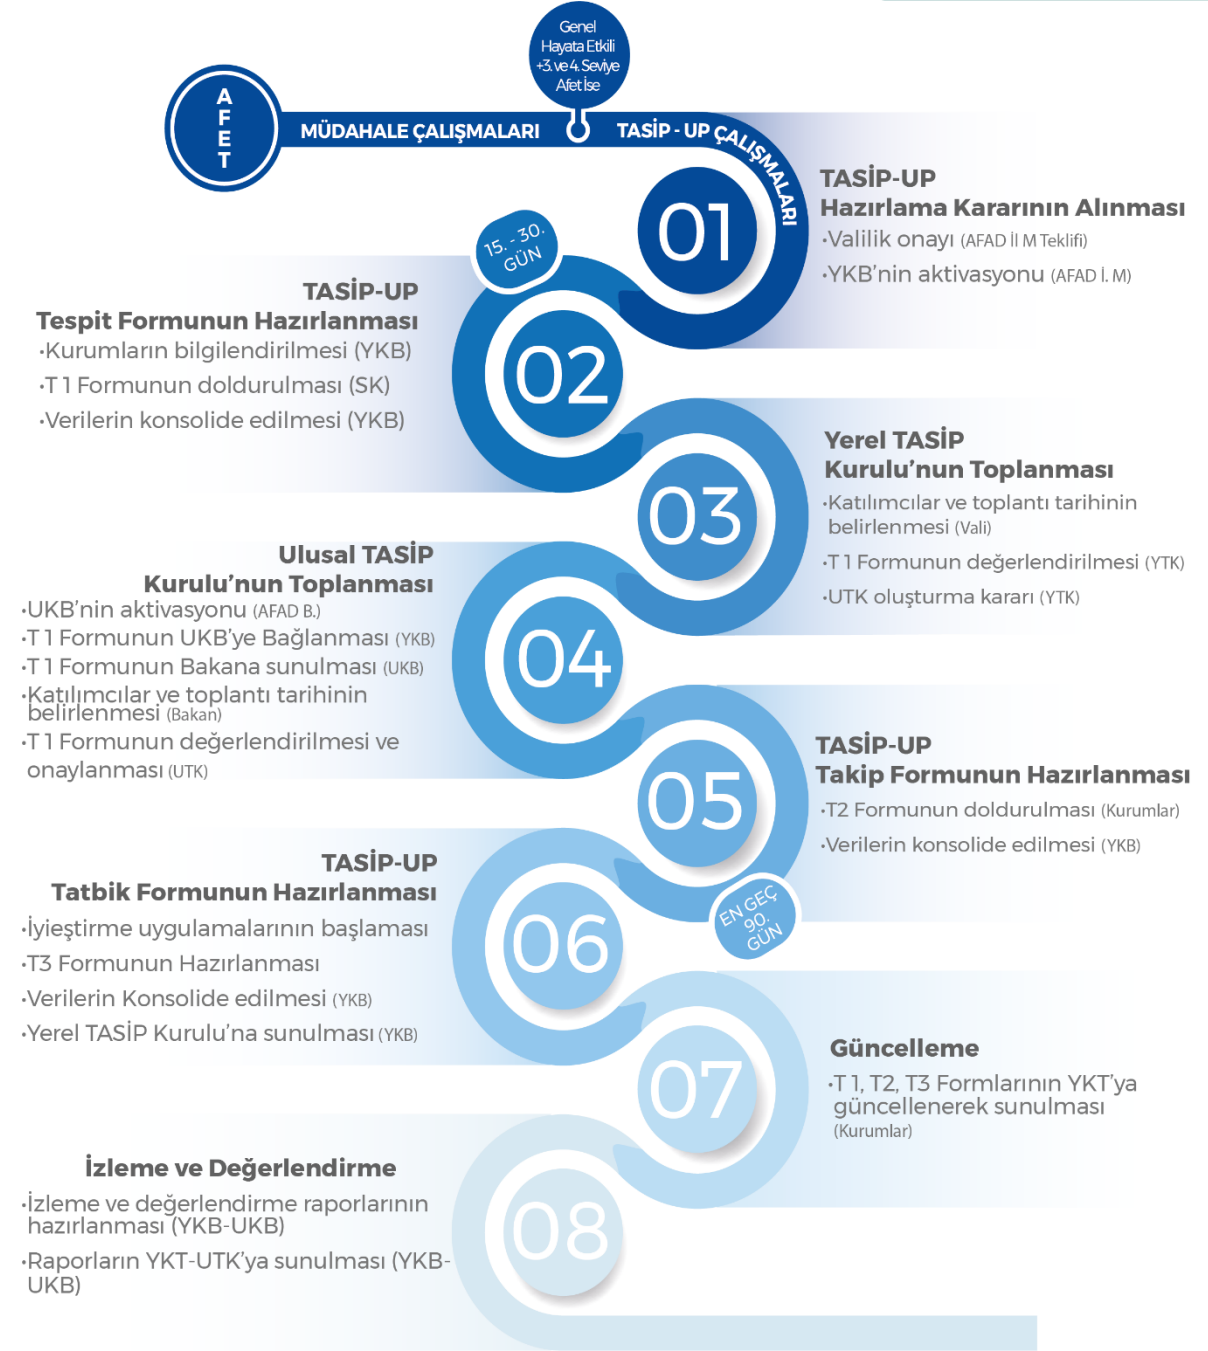 Genel
Hayata Etkili
+3. ve 4. Seviye
Afet İse
A
F
E
T
MÜDAHALE ÇALIŞMALARI
TASİP - UP ÇALIŞMALARI
01
TASİP-UP
Hazırlama Kararının Alınması
•Valilik onayı (AFAD İl M Teklifi)
•YKB'nin aktivasyonu (AFAD İ. M)
15. - 30.
GÜN
02
TASİP-UP
Tespit Formunun Hazırlanması
•Kurumların bilgilendirilmesi (YKB)
•T 1 Formunun doldurulması (SK)
•Verilerin konsolide edilmesi (YKB)
03
Yerel TASİP
Kurulu'nun Toplanması
•Katılımcılar ve toplantı tarihinin
belirlenmesi (Vali)
•T 1 Formunun değerlendirilmesi (YTK)
•UTK oluşturma kararı (YTK)
04
Ulusal TASİP
Kurulu'nun Toplanması
•UKB'nin aktivasyonu (AFAD B.)
•T 1 Formunun UKB'ye Bağlanması (YKB)
•T 1 Formunun Bakana sunulması (UKB)
•Katılımcılar ve toplantı tarihinin
belirlenmesi (Bakan)
•T 1 Formunun değerlendirilmesi ve
onaylanması (UTK)
05
TASİP-UP
Takip Formunun Hazırlanması
•T2 Formunun doldurulması (Kurumlar)
•Verilerin konsolide edilmesi (YKB)
EN GEÇ
90.
GÜN
06
TASİP-UP
Tatbik Formunun Hazırlanması
•İyieştirme uygulamalarının başlaması
•T3 Formunun Hazırlanması
•Verilerin Konsolide edilmesi (YKB)
•Yerel TASİP Kurulu'na sunulması (YKB)
07
Güncelleme
•T 1, T2, T3 Formlarının YKT'ya
güncellenerek sunulması
(Kurumlar)
08
İzleme ve Değerlendirme
•İzleme ve değerlendirme raporlarının
hazırlanması (YKB-UKB)
•Raporların YKT-UTK'ya sunulması (YKB-
UKB)